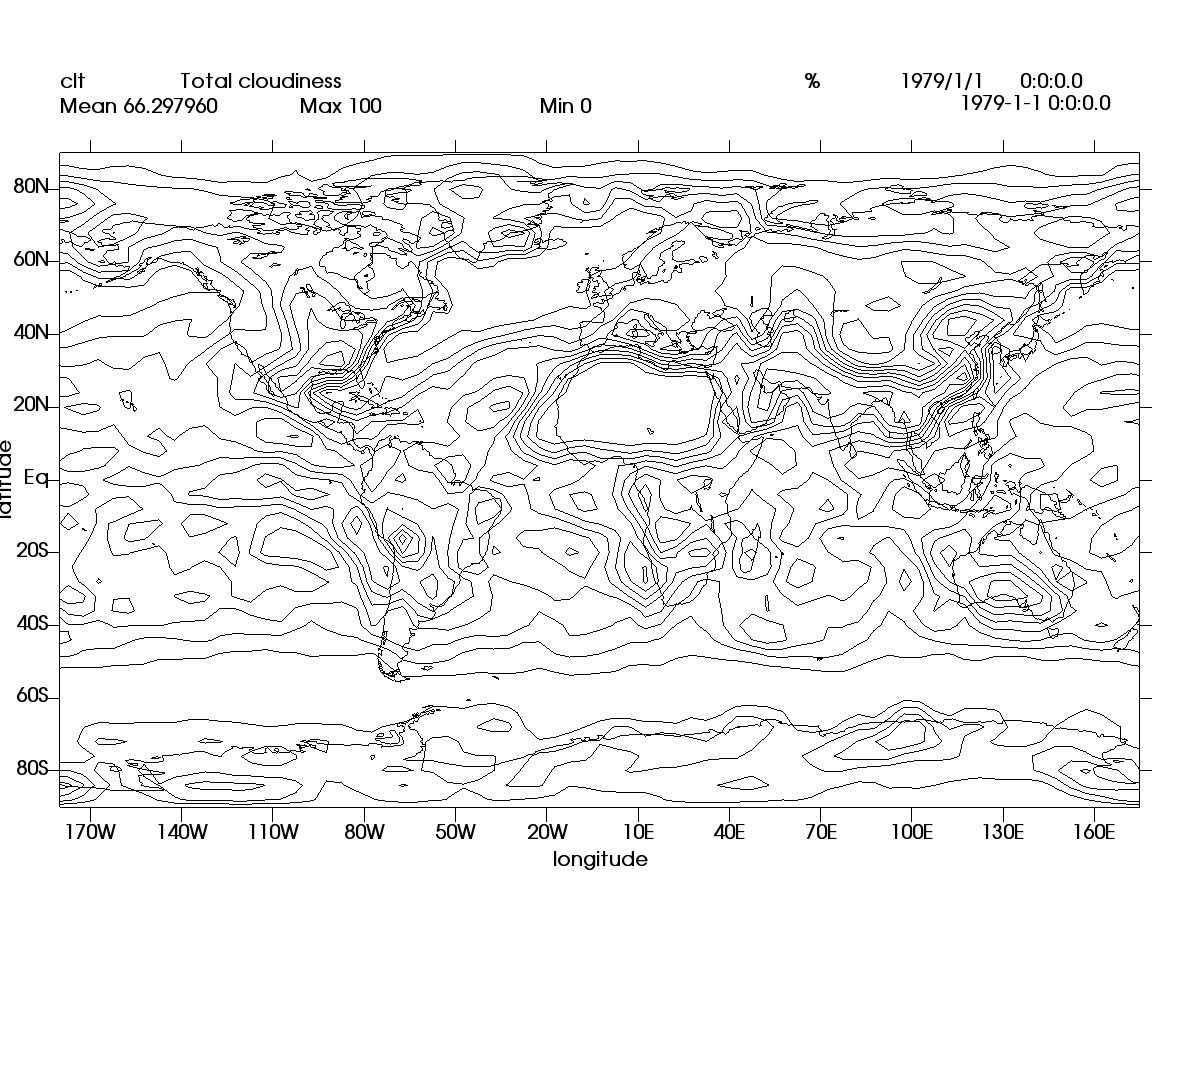 clt Total cloudiness % 1979/1/1 0:0:0.0
Mean 66.297960 Max 100 Min 0 1979-1-1 0:0:0.0
80N
60N
40N
20N
Eq
20S
40S
60S
80S
latitude
170W 140W 110W 80W 50W 20W 10E 40E 70E 100E 130E 160E
longitude